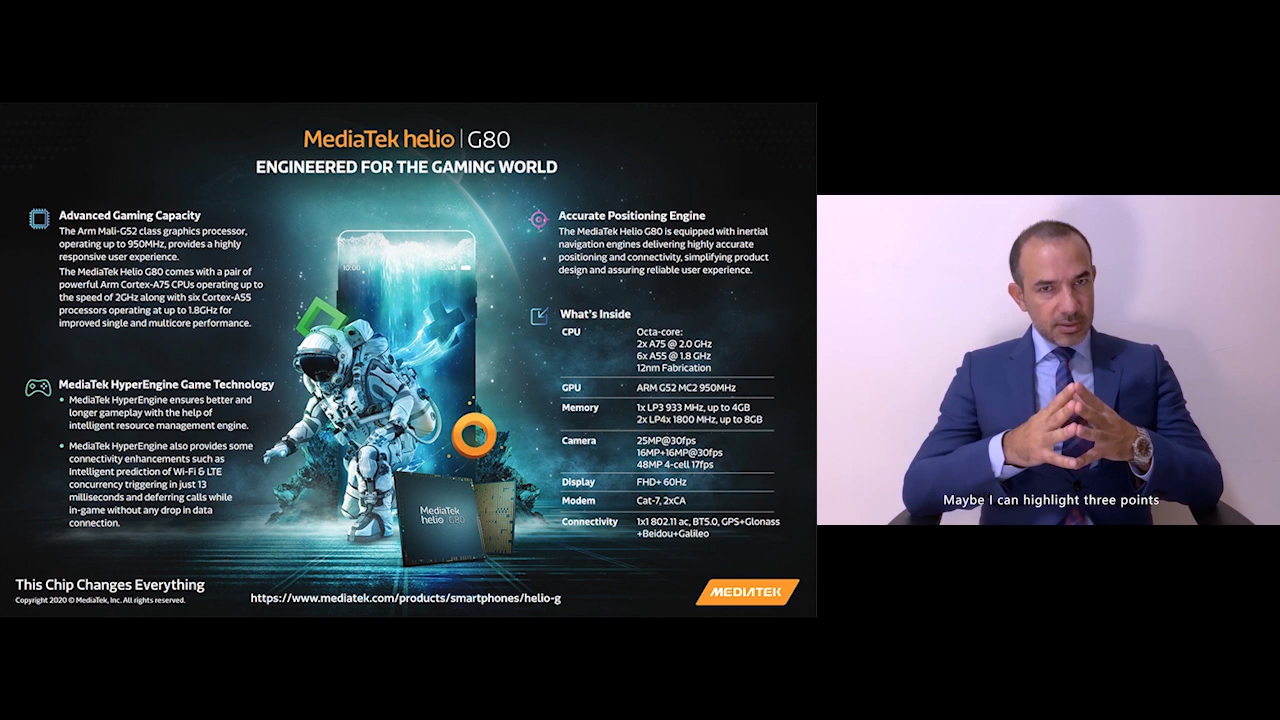 MediaTek helio | G80
ENGINEERED FOR THE GAMING WORLD
Advanced Gaming Capacity
The Arm Mali-G52 class graphics processor,
operating up to 950MHz, provides a highly
responsive user experience.
The MediaTek Helio G80 comes with a pair of
powerful Arm Cortex-A75 CPUs operating up to
the speed of 2GHz along with six Cortex-A55
processors operating at up to 1.8GHz for
improved single and multicore performance.
MediaTek HyperEngine Game Technology
• MediaTek HyperEngine ensures better and
longer gameplay with the help of
intelligent resource management engine.
• MediaTek HyperEngine also provides some
connectivity enhancements such as
Intelligent prediction of Wi-Fi & LTE
concurrency triggering in just 13
milliseconds and deferring calls while
in-game without any drop in data
connection.
10:00
MediaTek
helio G80
Accurate Positioning Engine
The MediaTek Helio G80 is equipped with inertial
navigation engines delivering highly accurate
positioning and connectivity, simplifying product
design and assuring reliable user experience.
What's Inside
CPU Octa-core:
2x A75 @ 2.0 GHz
6x A55 @ 1.8 GHz
12nm Fabrication
GPU ARM G52 MC2 950MHz
Memory 1x LP3 933 MHz, up to 4GB
2x LP4x 1800 MHz, up to 8GB
Camera 25MP@30fps
16MP+16MP@30fps
48MP 4-cell 17fps
Display FHD+ 60Hz
Modem Cat-7, 2xCA
Connectivity 1x1 802.11 ac, BT5.0, GPS+Glonass
+Beidou+Galileo
This Chip Changes Everything
Copyright 2020 © MediaTek, Inc. All rights reserved.
https://www.mediatek.com/products/smartphones/helio-g
MEDIATEK
Maybe I can highlight three points